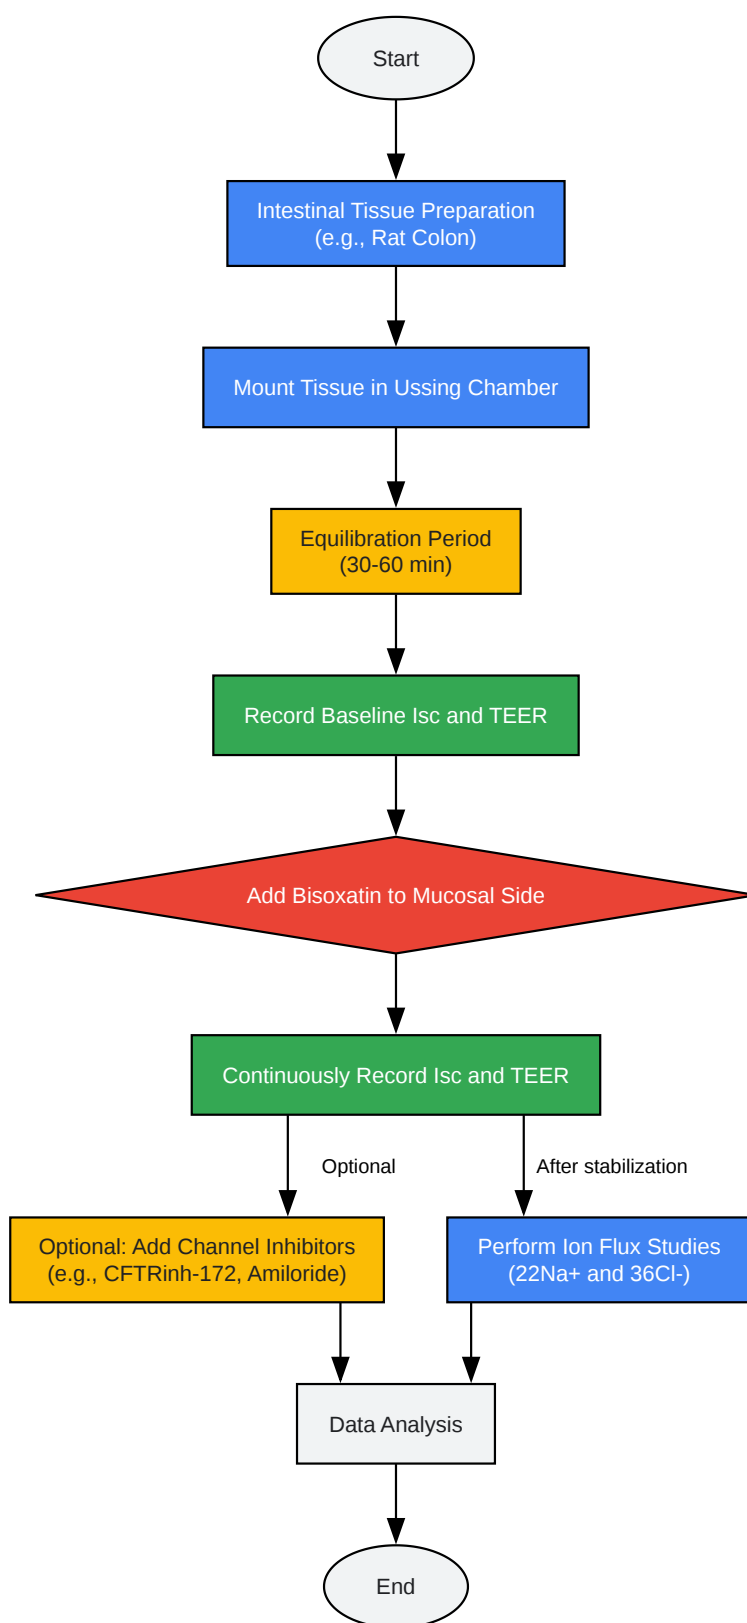 Start
Intestinal Tissue Preparation
(e.g., Rat Colon)
Mount Tissue in Ussing Chamber
Equilibration Period
(30-60 min)
Record Baseline Isc and TEER
Add Bisoxatin to Mucosal Side
Continuously Record Isc and TEER
Optional
After stabilization
Optional: Add Channel Inhibitors
(e.g., CFTRinh-172, Amiloride)
Perform Ion Flux Studies
(22Na+ and 36Cl-)
Data Analysis
End